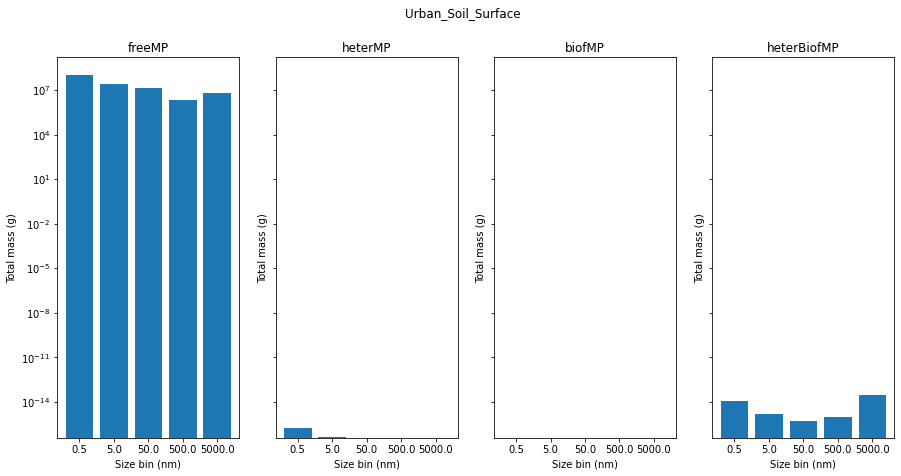 Urban_Soil_Surface
freeMP
heterMP
biofMP
heterBiofMP
10^7
10^4
10^1
10^-2
10^-5
10^-8
10^-11
10^-14
Total mass (g)
Total mass (g)
Total mass (g)
Total mass (g)
0.5 5.0 50.0 500.0 5000.0
0.5 5.0 50.0 500.0 5000.0
0.5 5.0 50.0 500.0 5000.0
0.5 5.0 50.0 500.0 5000.0
Size bin (nm)
Size bin (nm)
Size bin (nm)
Size bin (nm)